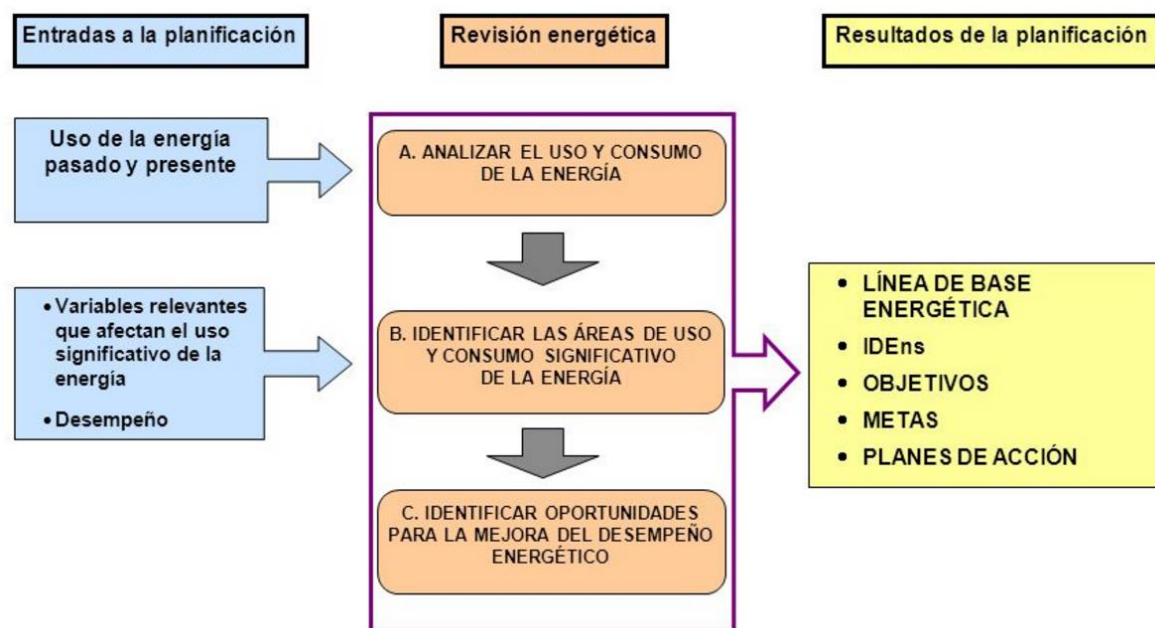 Entradas a la planificación
Revisión energética
Resultados de la planificación
Uso de la energía
pasado y presente
• Variables relevantes
que afectan el uso
significativo de la
energía
• Desempeño
A. ANALIZAR EL USO Y CONSUMO
DE LA ENERGÍA
B. IDENTIFICAR LAS ÁREAS DE USO
Y CONSUMO SIGNIFICATIVO
DE LA ENERGÍA
C. IDENTIFICAR OPORTUNIDADES
PARA LA MEJORA DEL DESEMPEÑO
ENERGÉTICO
• LÍNEA DE BASE
ENERGÉTICA
• IDEns
• OBJETIVOS
• METAS
• PLANES DE ACCIÓN